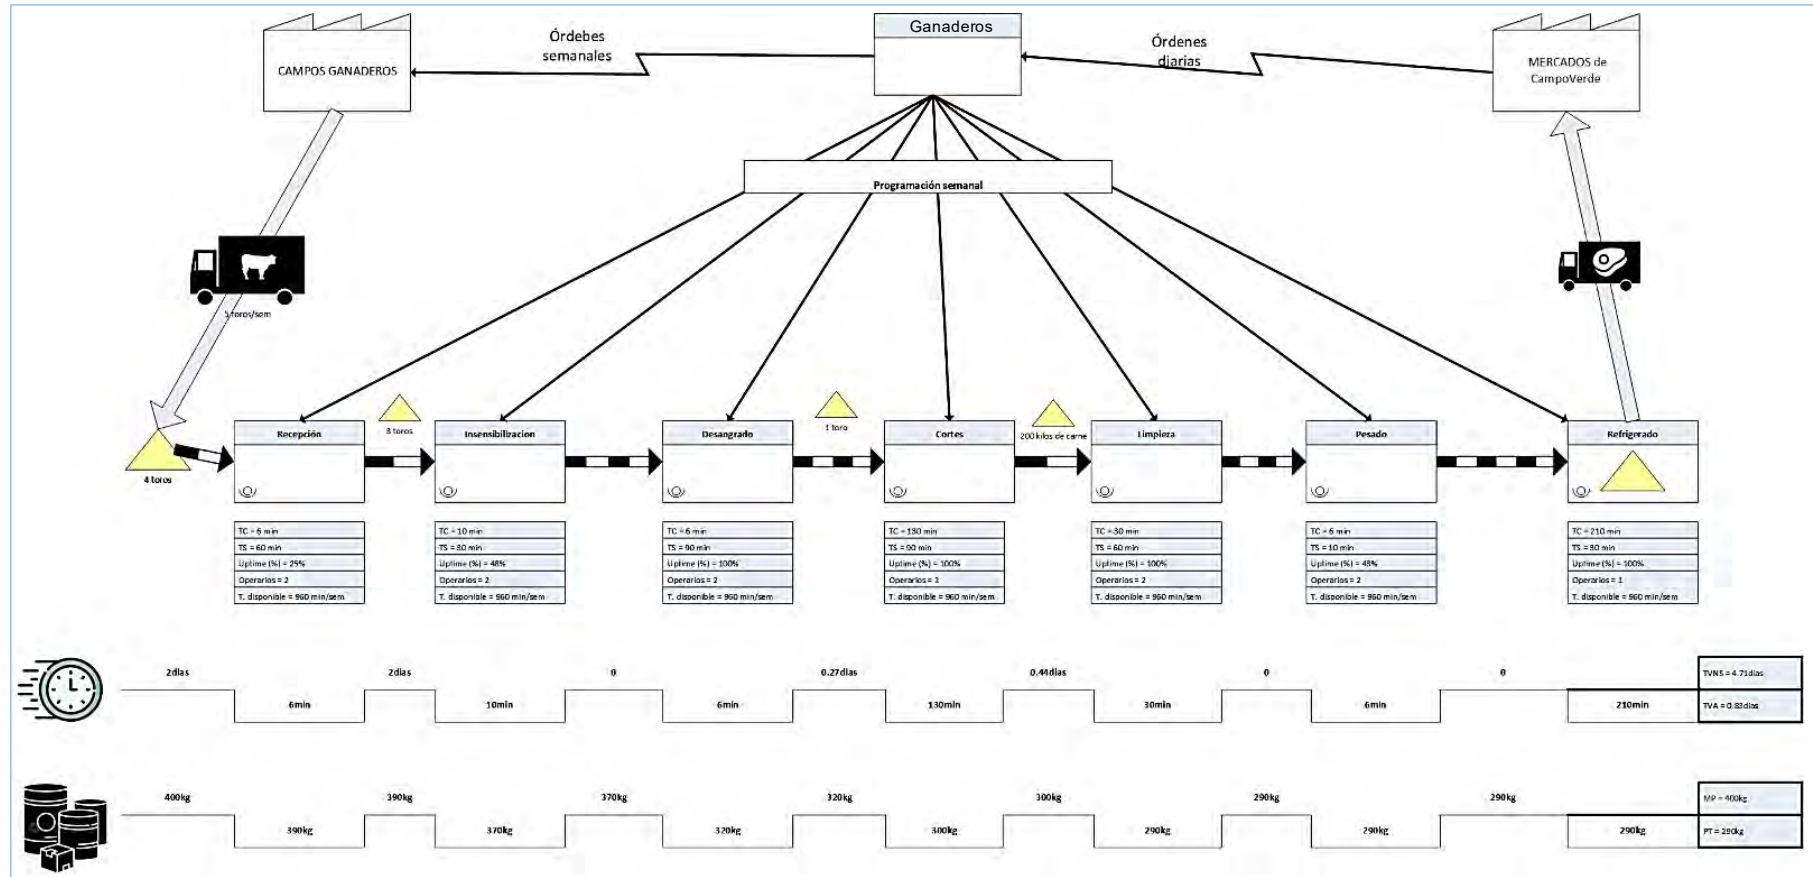 Ganaderos
Órdebes
semanales
Órdenes
diarias
CAMPOS GANADEROS
MERCADOS de
CampoVerde
Programación semanal
5 toros/sem
3 toros
1 toro
200 kilos de carne
4 toros
Recepción
Insensibilizacion
Desangrado
Cortes
Limpieza
Pesado
Refrigerado
TC = 6 min
TS = 60 min
Uptime (%) = 25%
Operarios = 2
T. disponible = 960 min/sem
TC = 10 min
TS = 30 min
Uptime (%) = 48%
Operarios = 2
T. disponible = 960 min/sem
TC = 6 min
TS = 90 min
Uptime (%) = 100%
Operarios = 2
T. disponible = 960 min/sem
TC = 130 min
TS = 90 min
Uptime (%) = 100%
Operarios = 2
T. disponible = 960 min/sem
TC = 30 min
TS = 60 min
Uptime (%) = 100%
Operarios = 2
T. disponible = 960 min/sem
TC = 6 min
TS = 10 min
Uptime (%) = 48%
Operarios = 2
T. disponible = 960 min/sem
TC = 210 min
TS = 30 min
Uptime (%) = 100%
Operarios = 1
T. disponible = 960 min/sem
2dias 2dias 0 0.27dias 0.44dias 0 0
TVNS = 4.71dias
6min 10min 6min 130min 30min 6min 210min
TVA = 0.83dias
400kg 390kg 370kg 320kg 300kg 290kg 290kg
MP = 400kg
390kg 370kg 320kg 300kg 290kg 290kg 290kg
PT = 290kg